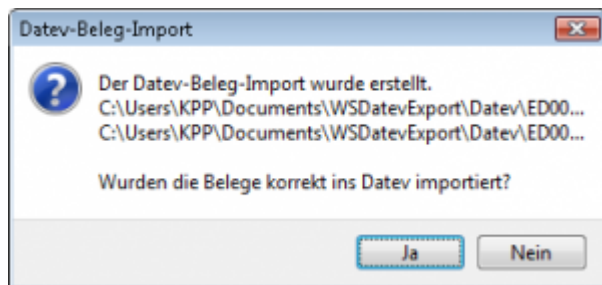 Datev-Beleg-Import
Der Datev-Beleg-Import wurde erstellt.
C:\Users\KPP\Documents\WSDatevExport\Datev\ED00...
C:\Users\KPP\Documents\WSDatevExport\Datev\ED00...
Wurden die Belege korrekt ins Datev importiert?
Ja
Nein